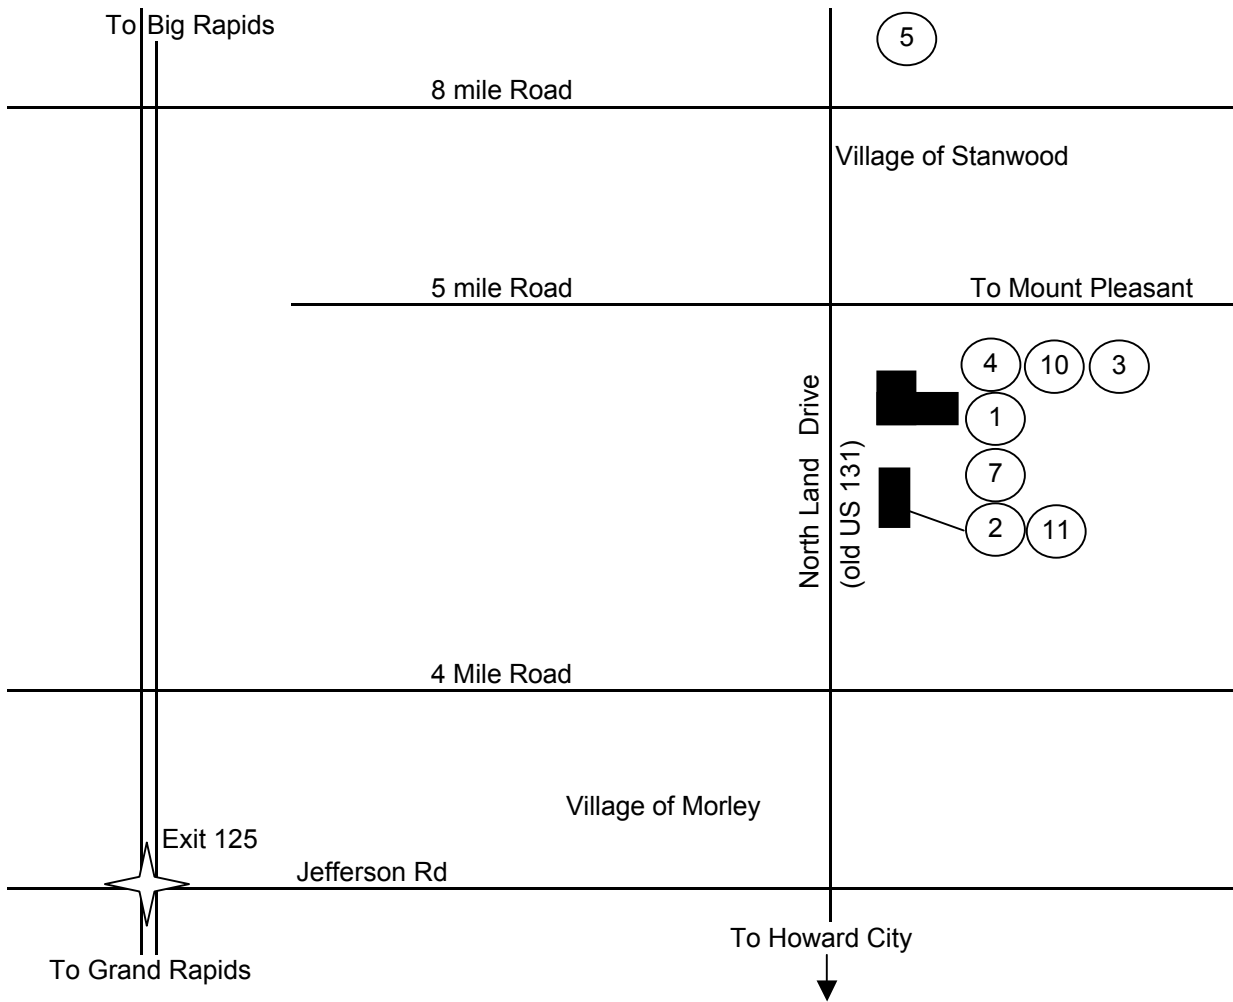 To Big Rapids
5
8 mile Road
Village of Stanwood
5 mile Road
To Mount Pleasant
4
10
3
1
7
2
11
North Land Drive
(old US 131)
4 Mile Road
Village of Morley
Exit 125
Jefferson Rd
To Howard City
To Grand Rapids